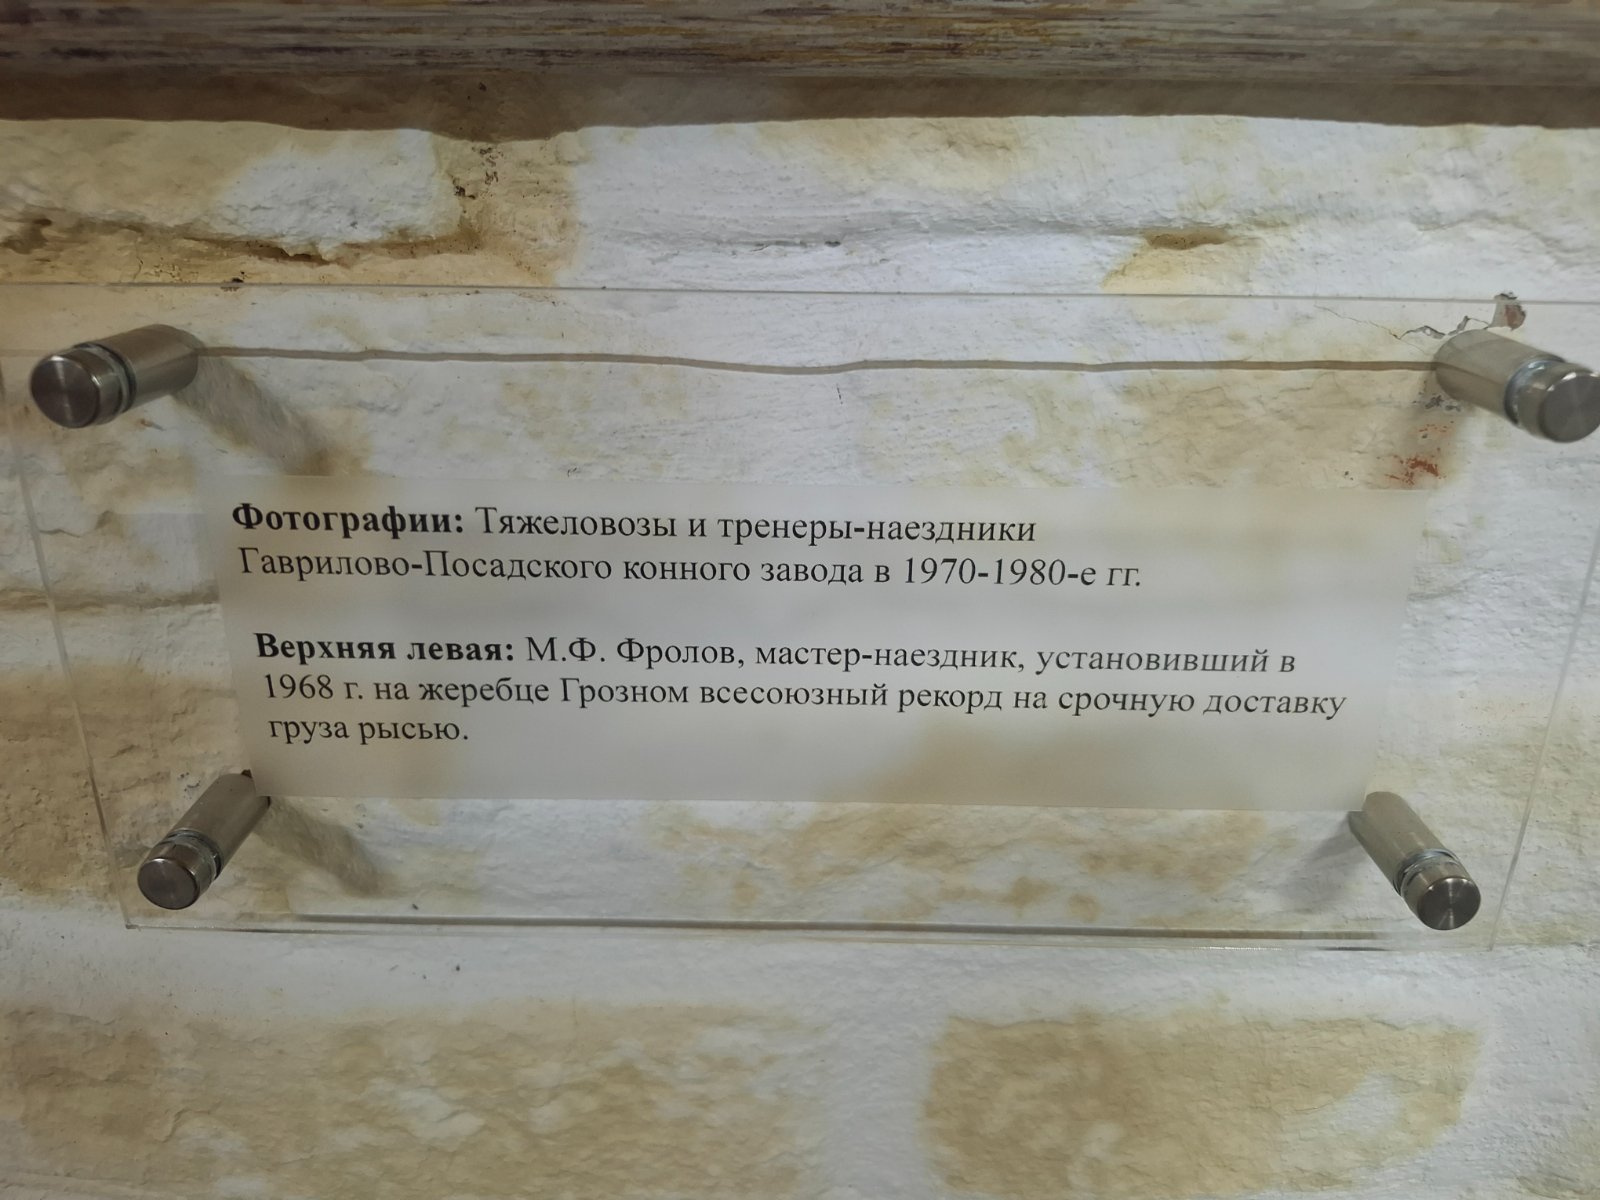 Фотографии: Тяжеловозы и тренеры-наездники
Гаврилово-Посадского конного завода в 1970-1980-е гг.
Верхняя левая: М.Ф. Фролов, мастер-наездник, установивший в
1968 г. на жеребце Грозном всесоюзный рекорд на срочную доставку
груза рысью.